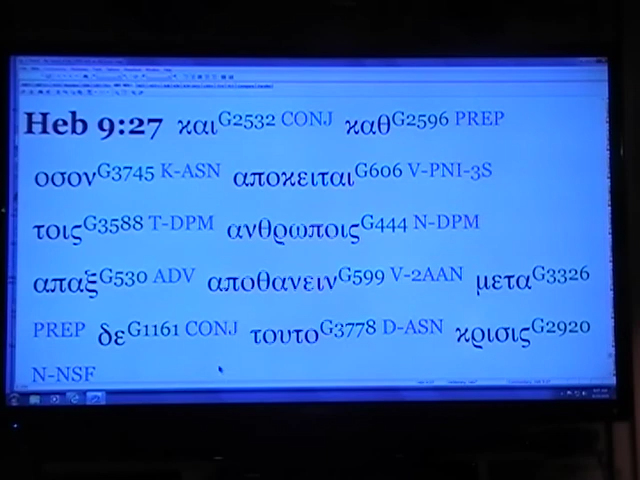 Heb 9:27 και G2532 CONJ καθ G2596 PREP
οσον G3745 K-ASN αποκειται G606 V-PNI-3S
τοις G3588 T-DPM ανθρωποις G444 N-DPM
απαξ G530 ADV αποθανειν G599 V-2AAN μετα G3326
PREP δε G1161 CONJ τουτο G3778 D-ASN κρισις G2920
N-NSF